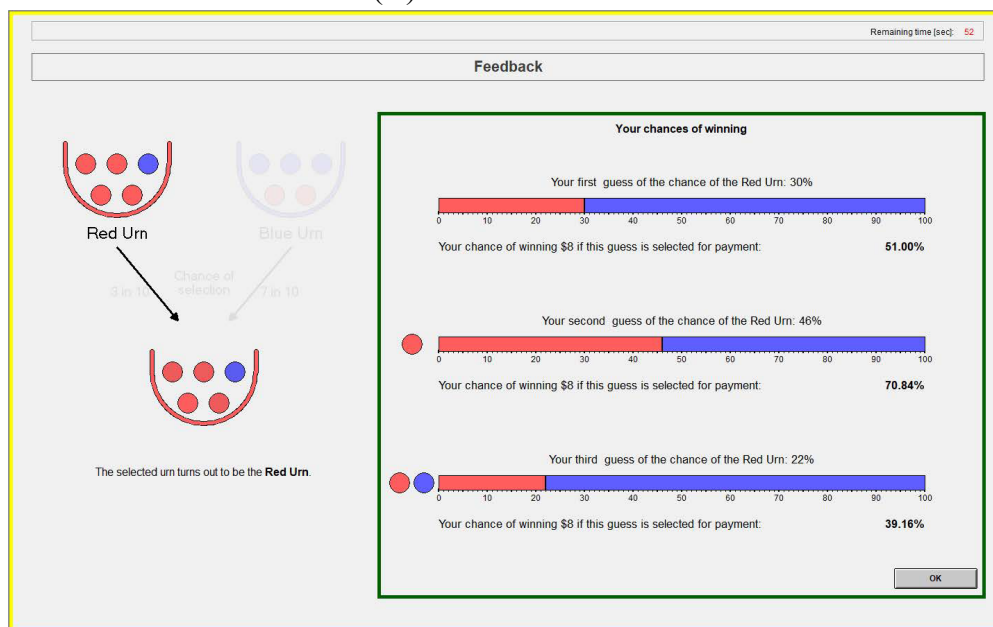 Remaining time [sec]: 52
Feedback
Red Urn
Blue Urn
Chance of
selection
3 in 10
7 in 10
The selected urn turns out to be the Red Urn.
Your chances of winning
Your first guess of the chance of the Red Urn: 30%
0 10 20 30 40 50 60 70 80 90 100
Your chance of winning $8 if this guess is selected for payment: 51.00%
Your second guess of the chance of the Red Urn: 46%
0 10 20 30 40 50 60 70 80 90 100
Your chance of winning $8 if this guess is selected for payment: 70.84%
Your third guess of the chance of the Red Urn: 22%
0 10 20 30 40 50 60 70 80 90 100
Your chance of winning $8 if this guess is selected for payment: 39.16%
OK